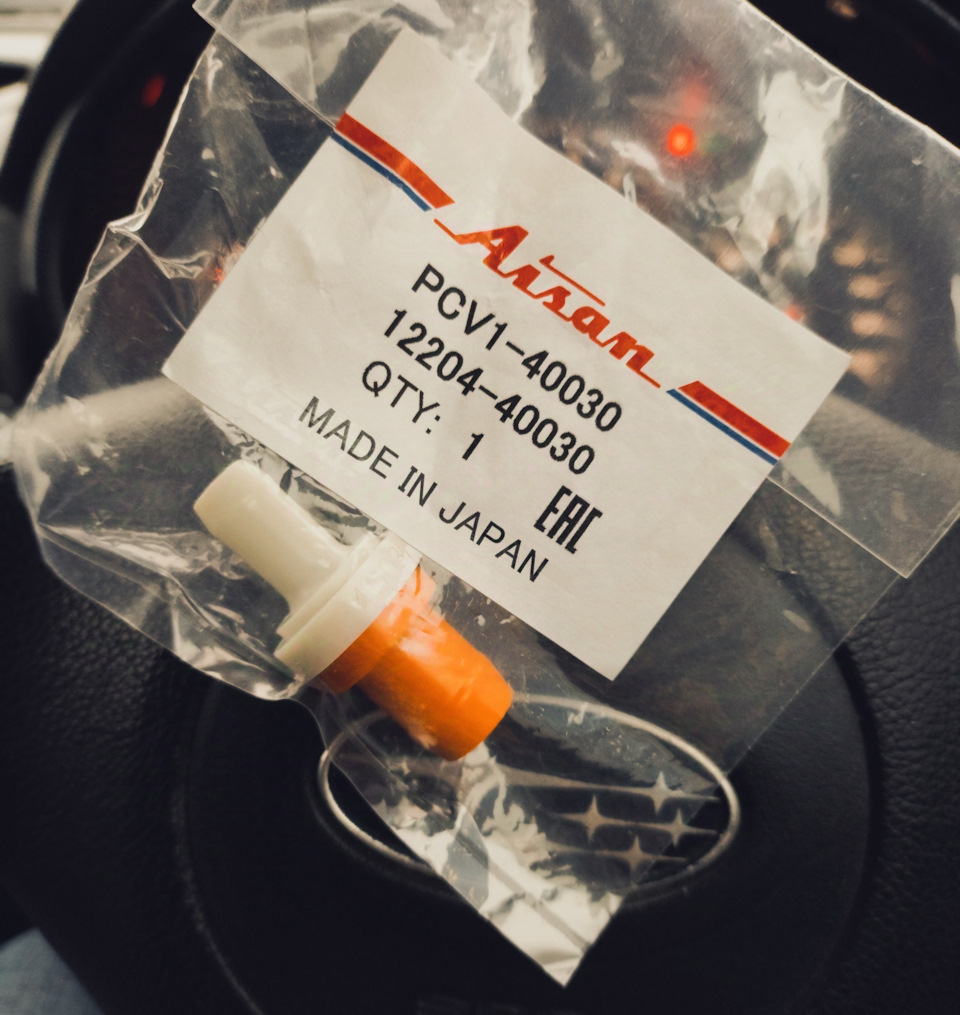 Aisan
PCV1-40030
12204-40030
QTY: 1
MADE IN JAPAN
EAC